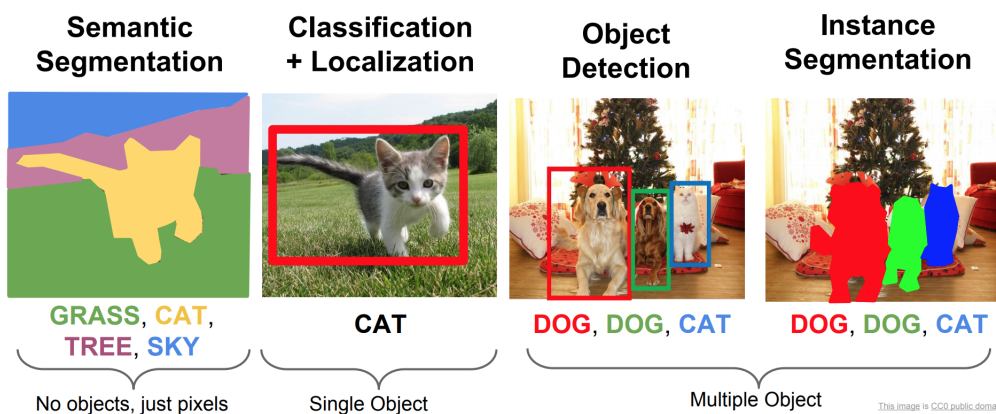 Semantic
Segmentation
Classification
+ Localization
Object
Detection
Instance
Segmentation
GRASS, CAT,
TREE, SKY
CAT
DOG, DOG, CAT
DOG, DOG, CAT
No objects, just pixels
Single Object
Multiple Object
This image is CC0 public doma